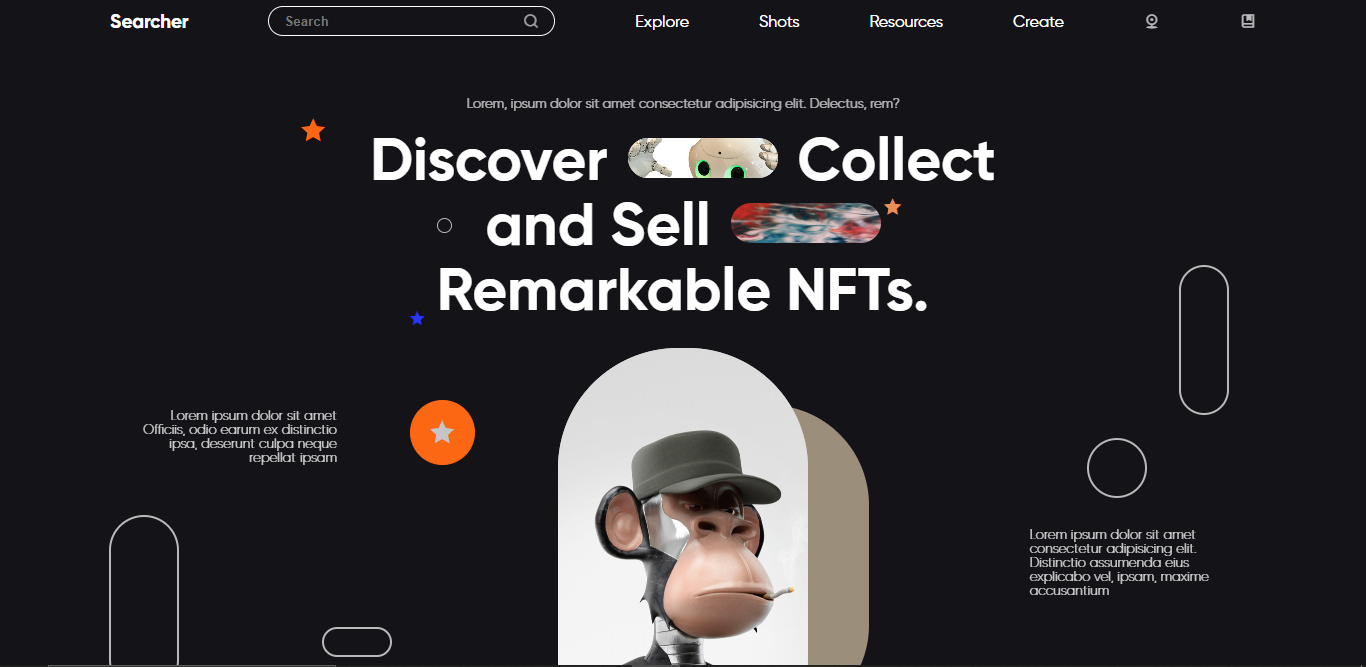 Searcher
Search
Explore
Shots
Resources
Create
Lorem, ipsum dolor sit amet consectetur adipisicing elit. Delectus, rem?
Discover Collect
and Sell
Remarkable NFTs.
Lorem ipsum dolor sit amet
Officiis, odio earum ex distinctio
ipsa, deserunt culpa neque
repellat ipsam
Lorem ipsum dolor sit amet
consectetur adipisicing elit.
Distinctio assumenda eius
explicabo vel, ipsam, maxime
accusantium